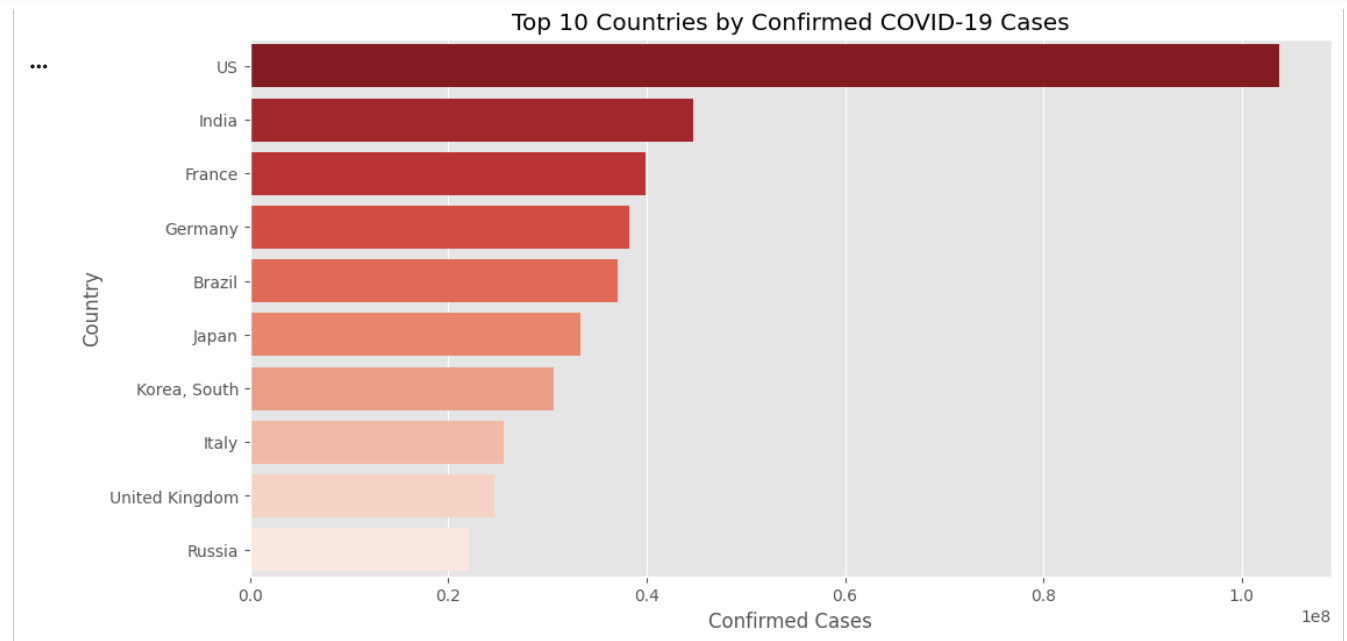 Top 10 Countries by Confirmed COVID-19 Cases
...
US
India
France
Germany
Brazil
Japan
Korea, South
Italy
United Kingdom
Russia
Country
0.0 0.2 0.4 0.6 0.8 1.0
1e8
Confirmed Cases